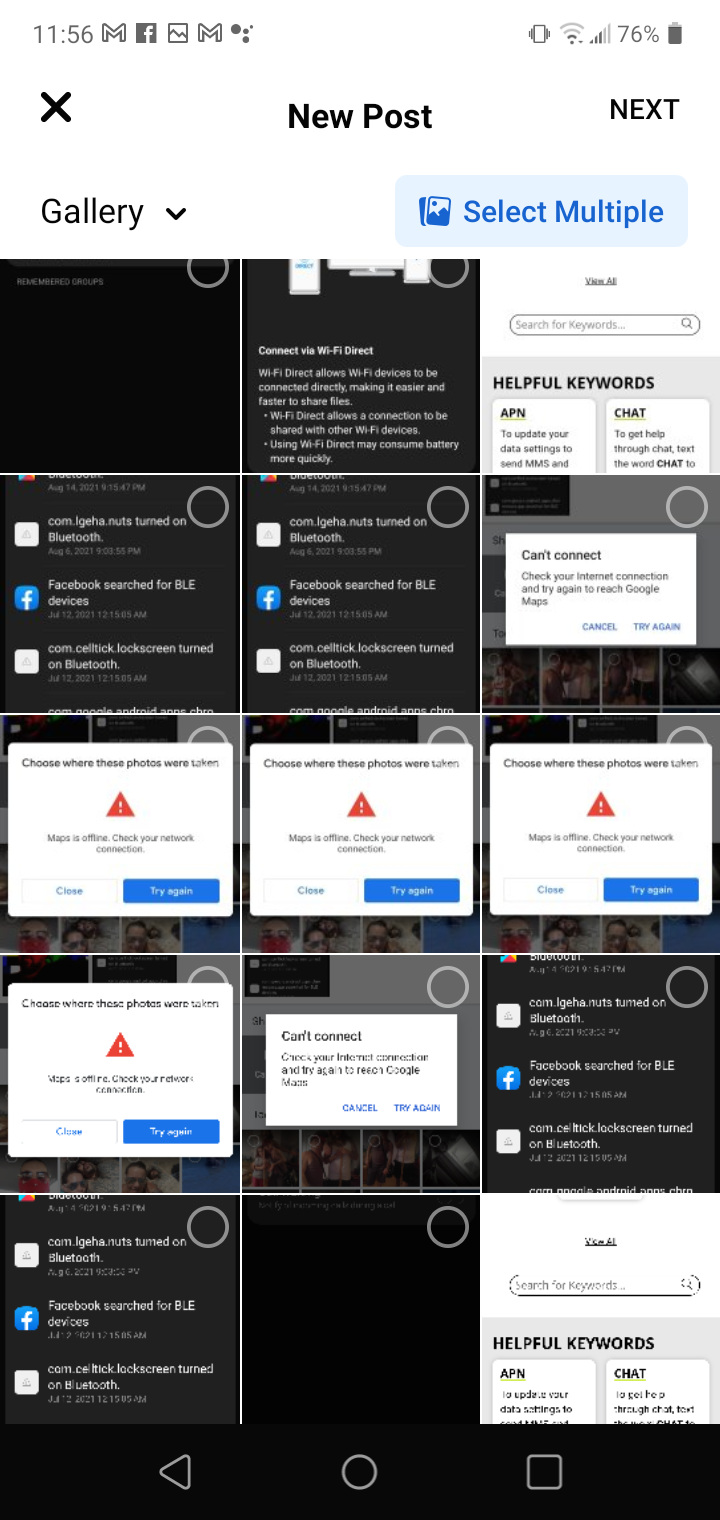 11:56
76%
New Post
NEXT
Gallery
Select Multiple
REMEMBERED GROUPS
DIRECT
Connect via Wi-Fi Direct
Wi-Fi Direct allows Wi-Fi devices to be
connected directly, making it easier and
faster to share files.
• Wi-Fi Direct allows a connection to be
shared with other Wi-Fi devices.
• Using Wi-Fi Direct may consume battery
more quickly.
View All
Search for Keywords...
HELPFUL KEYWORDS
APN
To update your
data settings to
send MMS and
CHAT
To get help
through chat, text
the word CHAT to
Bluetooth.
Aug 14, 2021 9:15:47 PM
com.lgeha.nuts turned on
Bluetooth.
Aug 6, 2021 9:03:55 PM
Facebook searched for BLE
devices
Jul 12, 2021 12:15:05 AM
com.celltick.lockscreen turned
on Bluetooth.
Jul 12, 2021 12:15:05 AM
com.google.android.apps.chro
Bluetooth.
Aug 14, 2021 9:15:47 PM
com.lgeha.nuts turned on
Bluetooth.
Aug 6, 2021 9:03:55 PM
Facebook searched for BLE
devices
Jul 12, 2021 12:15:05 AM
com.celltick.lockscreen turned
on Bluetooth.
Jul 12, 2021 12:15:05 AM
com.google.android.apps.chro
Can't connect
Check your Internet connection
and try again to reach Google
Maps
CANCEL TRY AGAIN
Choose where these photos were taken
Maps is offline. Check your network
connection.
Close Try again
Choose where these photos were taken
Maps is offline. Check your network
connection.
Close Try again
Choose where these photos were taken
Maps is offline. Check your network
connection.
Close Try again
Choose where these photos were taken
Maps is offline. Check your network
connection.
Close Try again
Can't connect
Check your Internet connection
and try again to reach Google
Maps
CANCEL TRY AGAIN
Bluetooth.
Aug 14, 2021 9:15:47 PM
com.lgeha.nuts turned on
Bluetooth.
Aug 6, 2021 9:03:55 PM
Facebook searched for BLE
devices
Jul 12, 2021 12:15:05 AM
com.celltick.lockscreen turned
on Bluetooth.
Jul 12, 2021 12:15:05 AM
com.google.android.apps.chro
Bluetooth.
Aug 14, 2021 9:15:47 PM
com.lgeha.nuts turned on
Bluetooth.
Aug 6, 2021 9:03:55 PM
Facebook searched for BLE
devices
Jul 12, 2021 12:15:05 AM
com.celltick.lockscreen turned
on Bluetooth.
Jul 12, 2021 12:15:05 AM
Notify of incoming calls during a call
View All
Search for Keywords...
HELPFUL KEYWORDS
APN
To update your
data settings to
send MMS and
CHAT
To get help
through chat, text
the word CHAT to